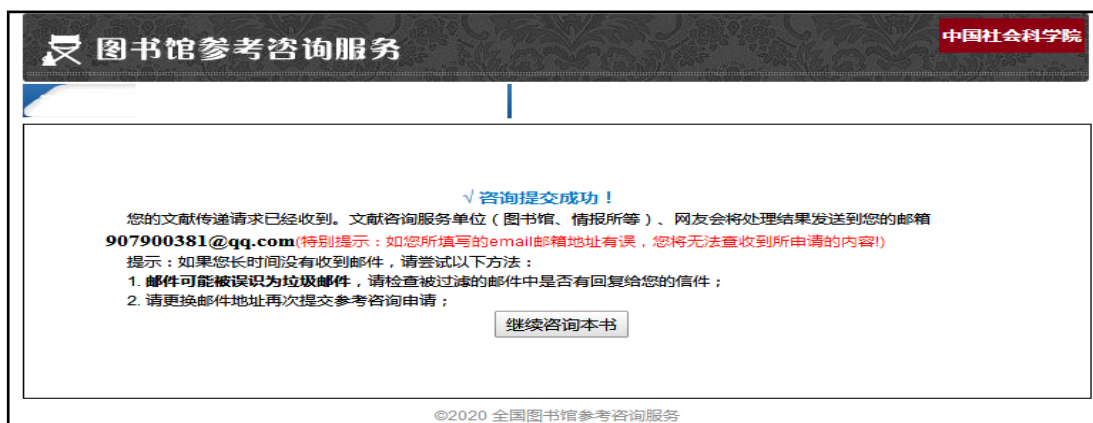 图书馆参考咨询服务
中国社会科学院
√ 咨询提交成功！
您的文献传递请求已经收到。文献咨询服务单位（图书馆、情报所等）、网友会将处理结果发送到您的邮箱
907900381@qq.com(特别提示：如您所填写的email邮箱地址有误，您将无法查收到所申请的内容!)
提示：如果您长时间没有收到邮件，请尝试以下方法：
1. 邮件可能被误识为垃圾邮件，请检查被过滤的邮件中是否有回复给您的信件；
2. 请更换邮件地址再次提交参考咨询申请；
继续咨询本书
©2020 全国图书馆参考咨询服务